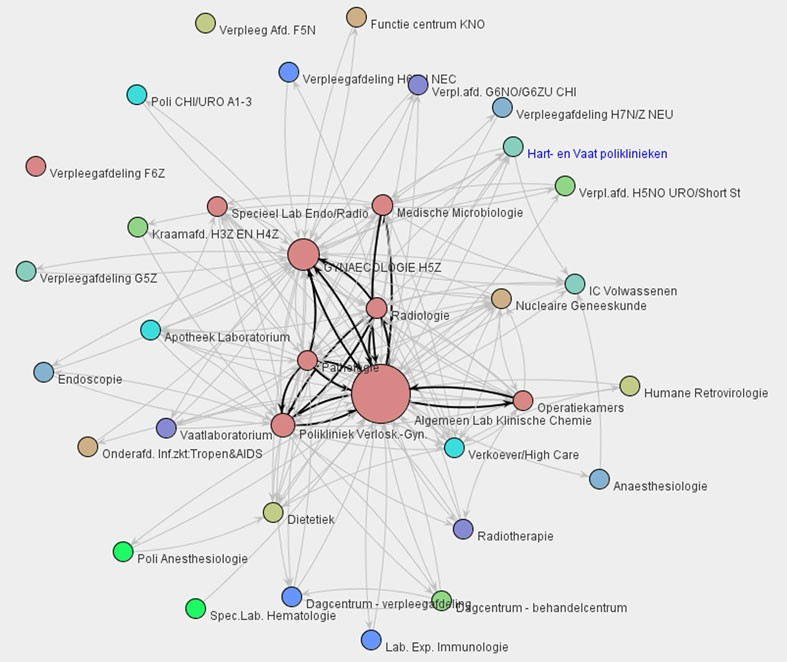 Verpleeg Afd. F5N
Functie centrum KNO
Verpleegafdeling H6
NEC
Verpl.afd. G6NO/G6ZU CHI
Poli CHI/URO A1-3
Verpleegafdeling H7N/Z NEU
Hart- en Vaat poliklinieken
Verpleegafdeling F6Z
Verpl.afd. H5NO URO/Short St
Specieel Lab Endo/Radio
Medische Microbiologie
Kraamafd. H3Z EN H4Z
GYNAECOLOGIE H5Z
Verpleegafdeling G5Z
IC Volwassenen
Nucleaire Geneeskunde
Radiologie
Apotheek Laboratorium
Pathologie
Endoscopie
Humane Retrovirologie
Operatiekamers
Algemeen Lab Klinische Chemie
Vaatlaboratorium
Polikliniek Verlosk.-Gyn.
Onderafd. Inf.zkt:Tropen&AIDS
Verkoever/High Care
Anaesthesiologie
Dietetiek
Radiotherapie
Poli Anesthesiologie
Dagcentrum - verpleegafdeling
Dagcentrum - behandelcentrum
Spec.Lab. Hematologie
Lab. Exp. Immunologie